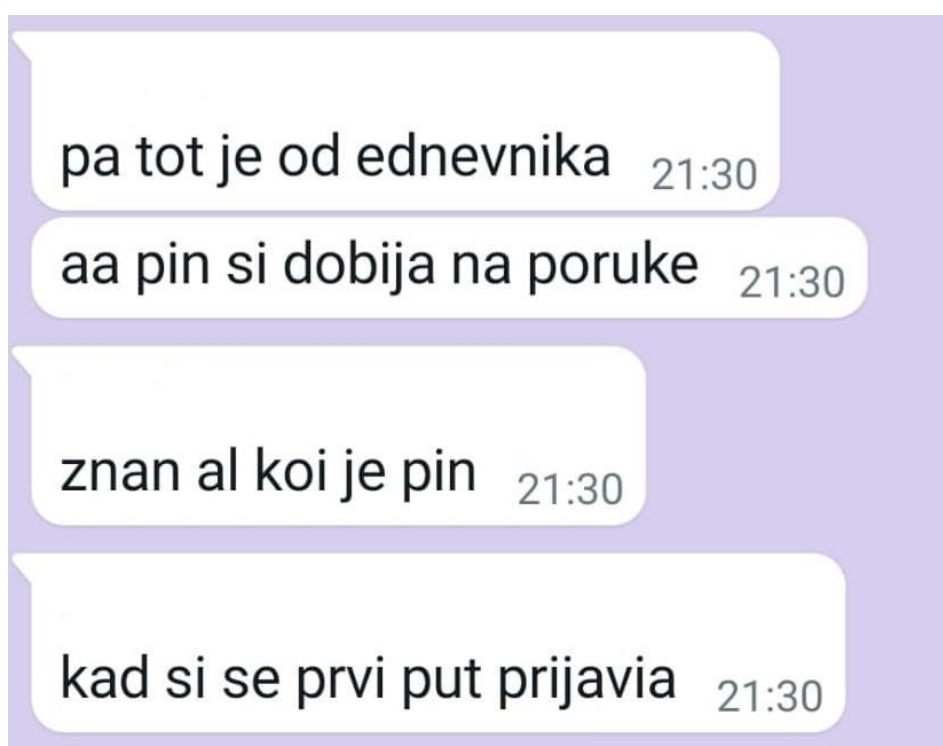 pa tot je od ednevnika 21:30
aa pin si dobija na poruke 21:30
znan al koi je pin 21:30
kad si se prvi put prijavia 21:30